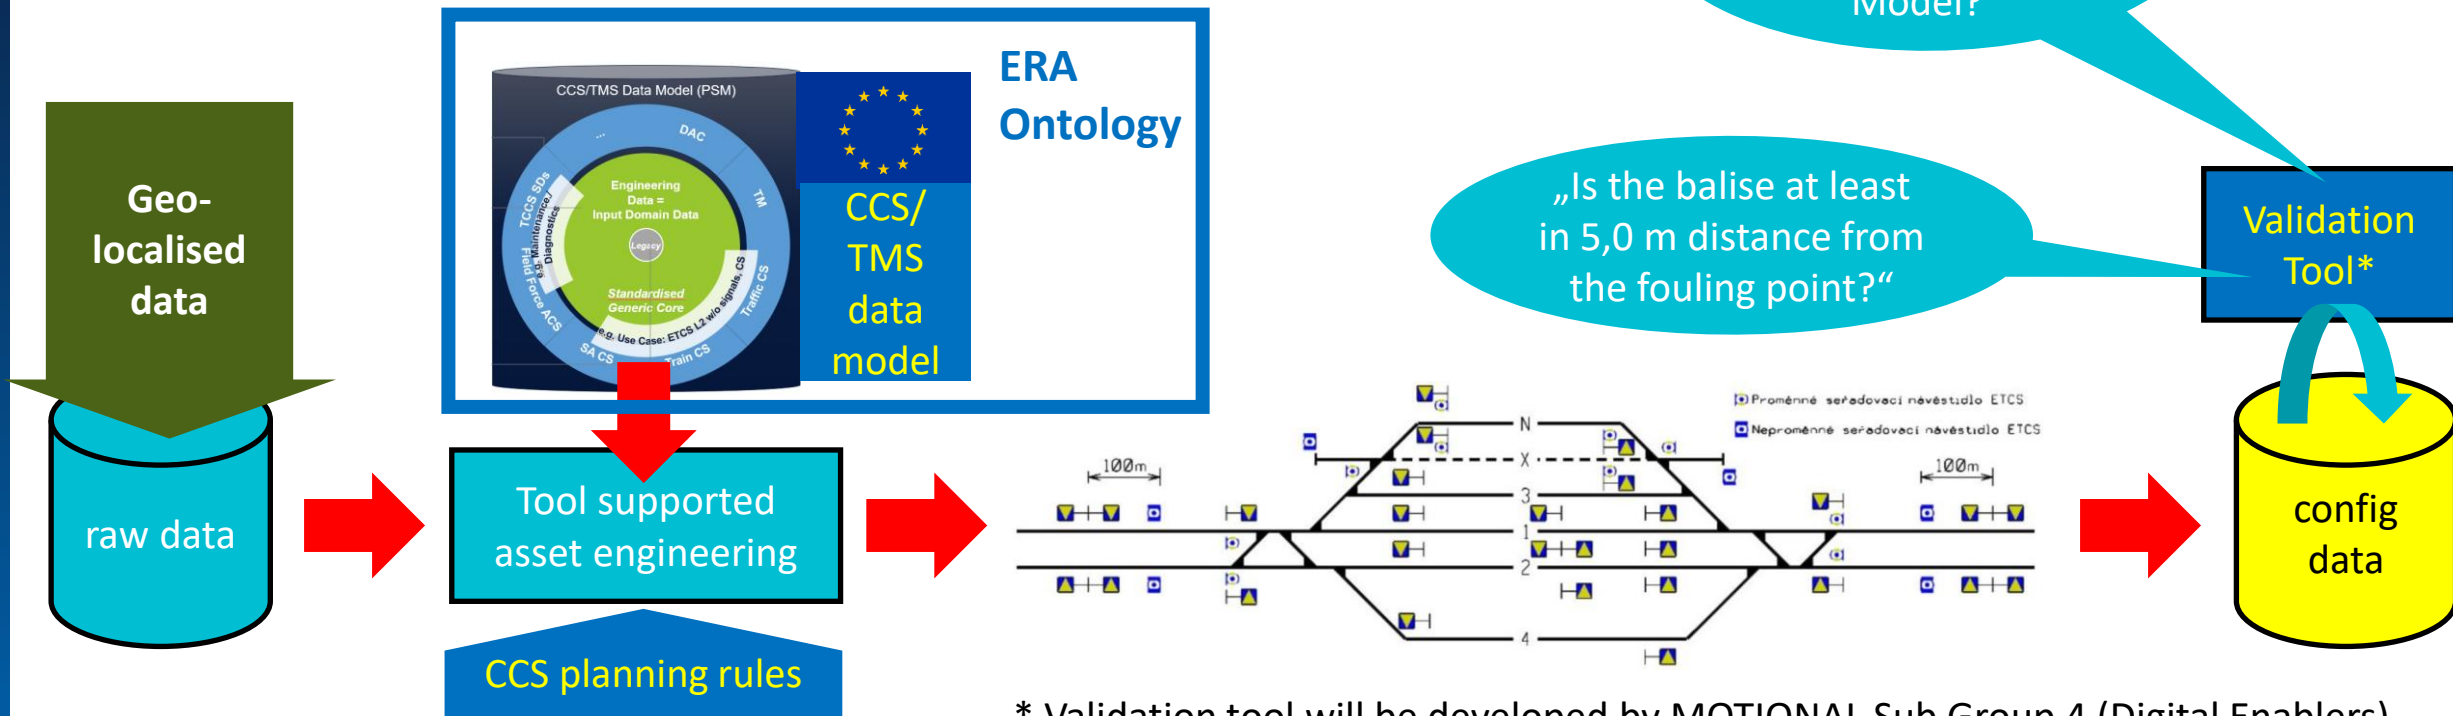 Model?
ERA
Ontology
CCS/TMS Data Model (PSM)
...
DAC
TM
Traffic CS
Train CS
SA CS
Field Force ACS
TCCS SDs
e.g. Maintenance/
Diagnostics
Engineering
Data =
Input Domain Data
Legacy
Standardised
Generic Core
e.g. Use Case: ETCS L2 w/o signals, CS
CCS/
TMS
data
model
Geo-
localised
data
„Is the balise at least
in 5,0 m distance from
the fouling point?“
Validation
Tool*
raw data
Tool supported
asset engineering
CCS planning rules
Proměnné seřadovací návěstidlo ETCS
Neproměnné seřadovací návěstidlo ETCS
100m
100m
N
X
3
1
2
4
config
data
* Validation tool will be developed by MOTIONAL Sub Group 4 (Digital Enablers)